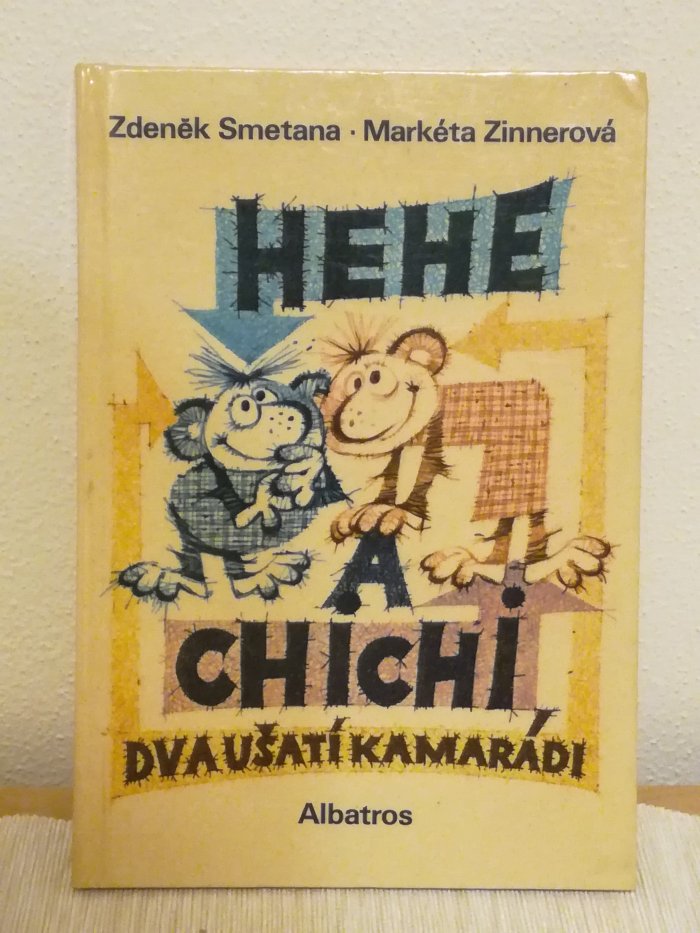 Zdeněk Smetana · Markéta Zinnerová
HEHE
A
CHICHI
DVA UŠATÍ KAMARÁDI
Albatros